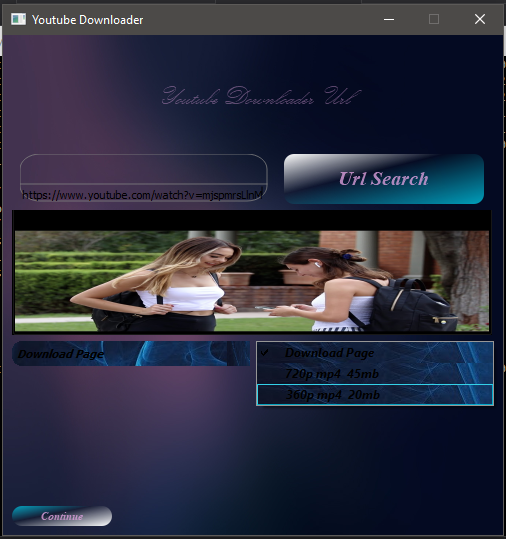 Youtube Downloader
Youtube Downloader Url
https://www.youtube.com/watch?v=mjspmrsLlnM
Url Search
Download Page
Download Page
720p mp4 45mb
360p mp4 20mb
Continue